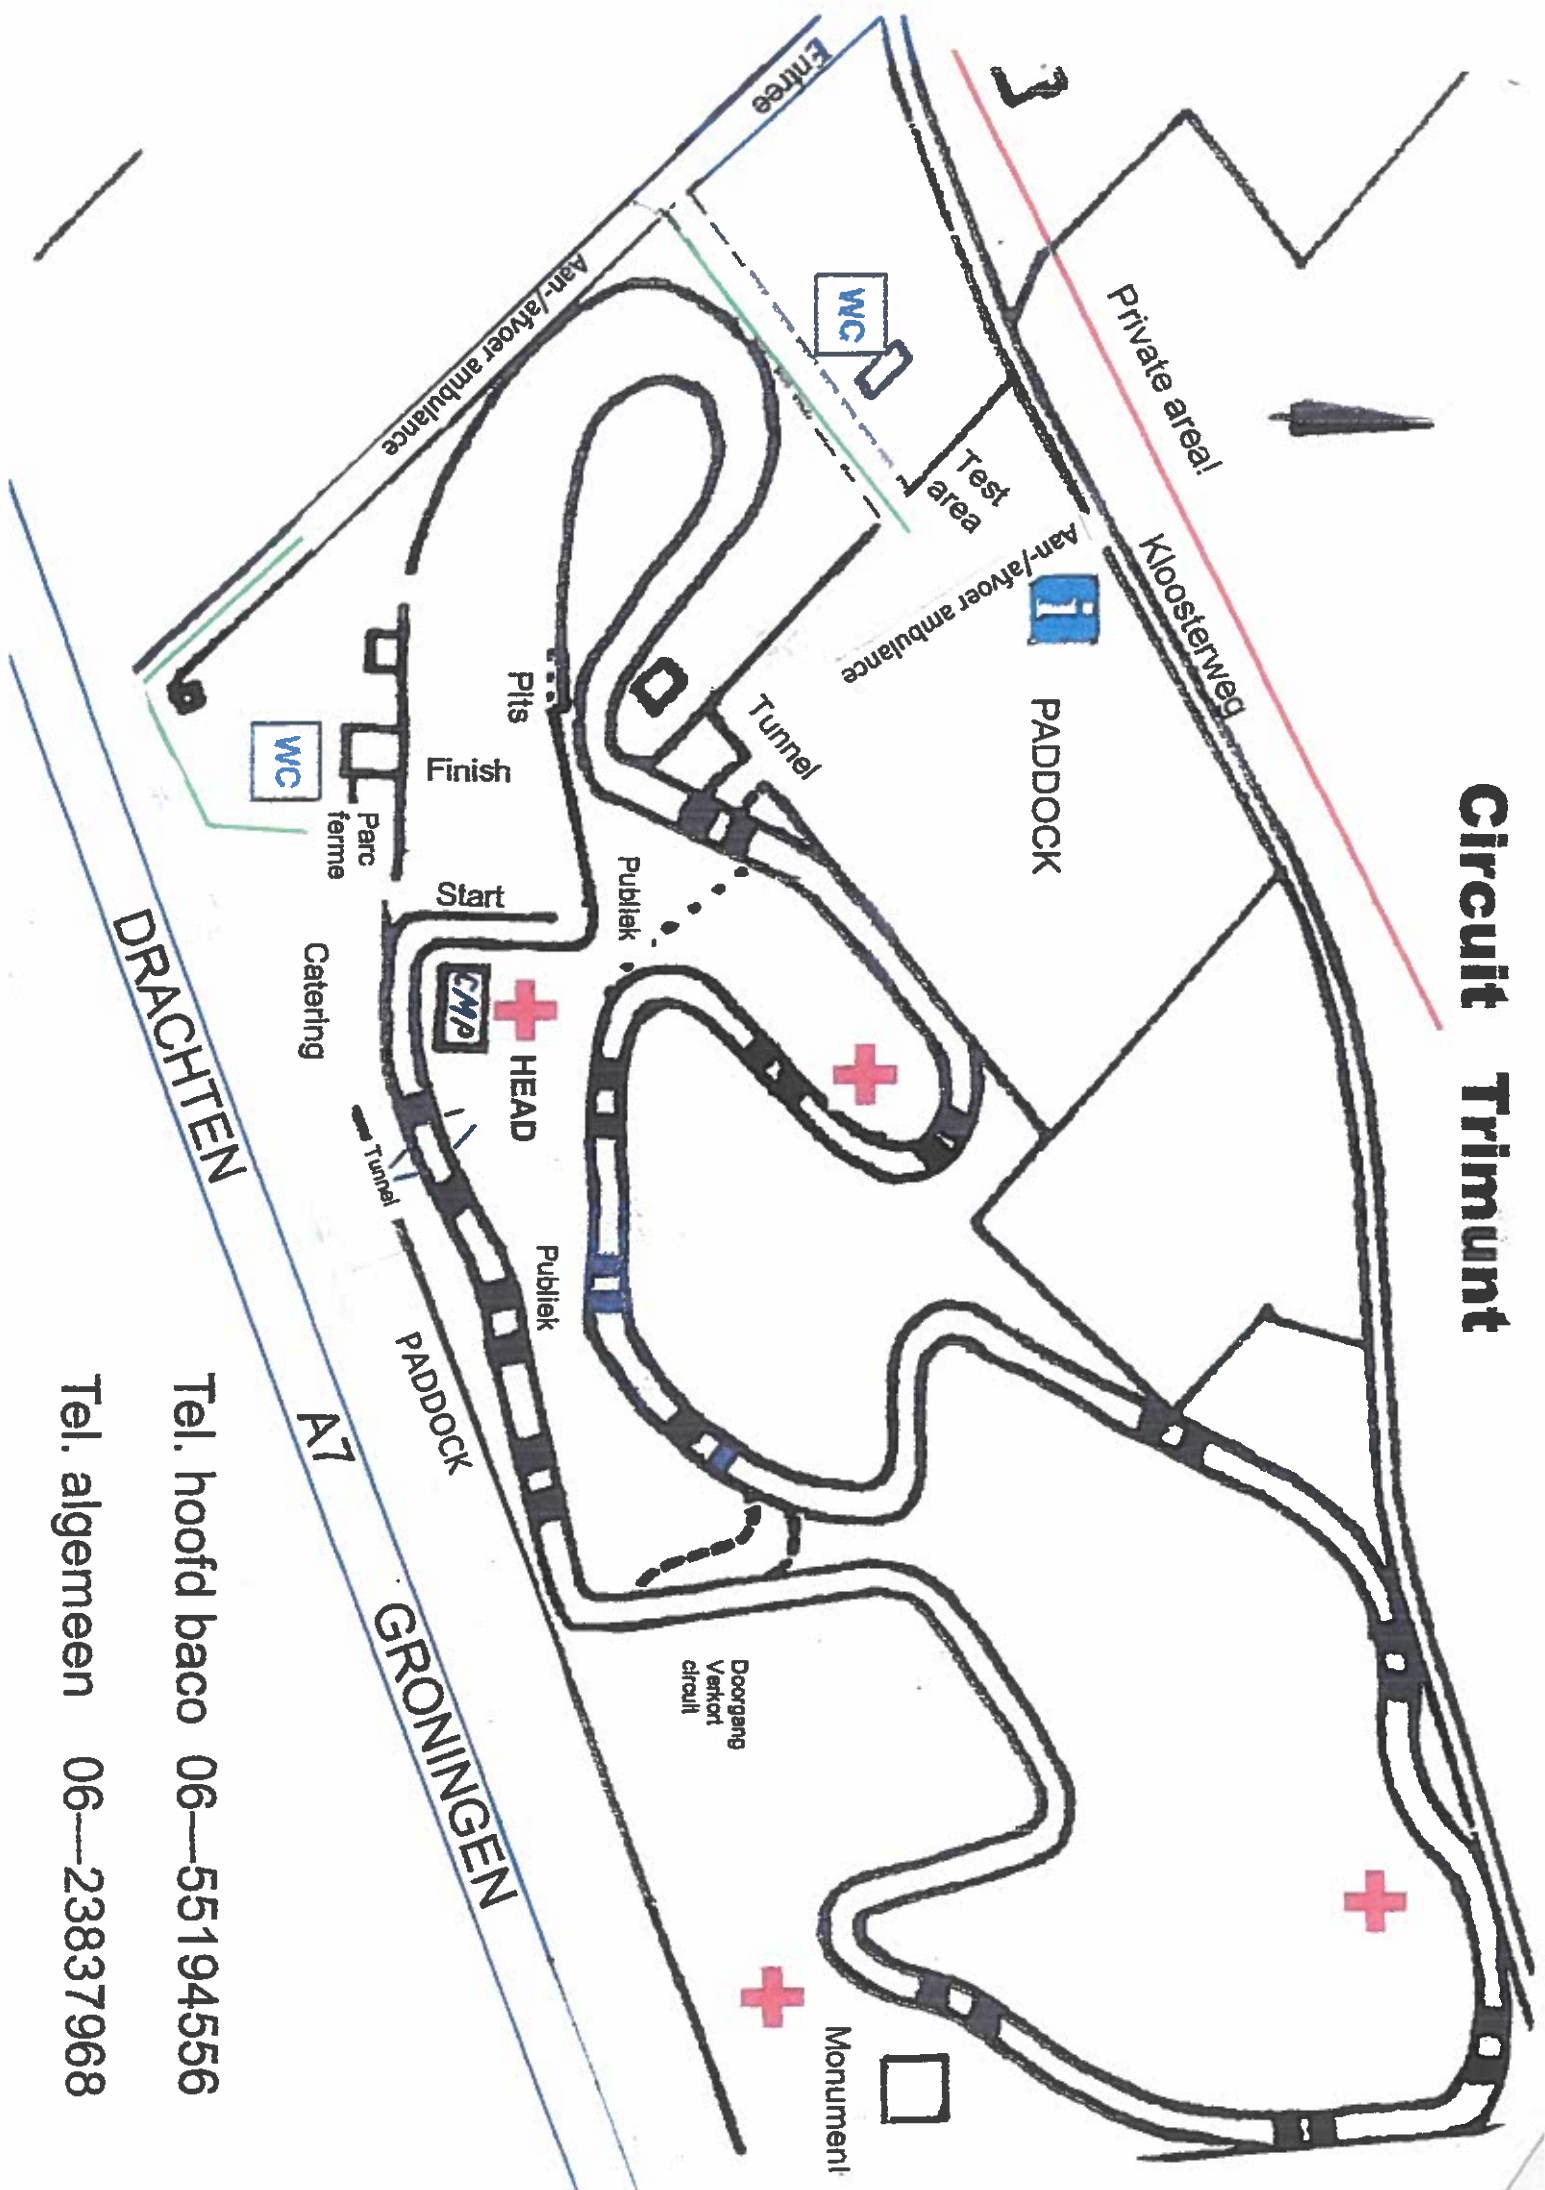 Circuit Trimunt
Private area!
Kloosterweg
Entree
WC
Test
area
Aan-/afvoer ambulance
i
PADDOCK
Aan-/afvoer ambulance
Tunnel
Pits
Finish
WC
Parc
ferme
Start
Publiek
Catering
CMP
HEAD
Tunnel
Publiek
PADDOCK
Doorgang
Verkort
circuit
Monument
DRACHTEN
A7
GRONINGEN
Tel. hoofd baco 06—55194556
Tel. algemeen 06—23837968